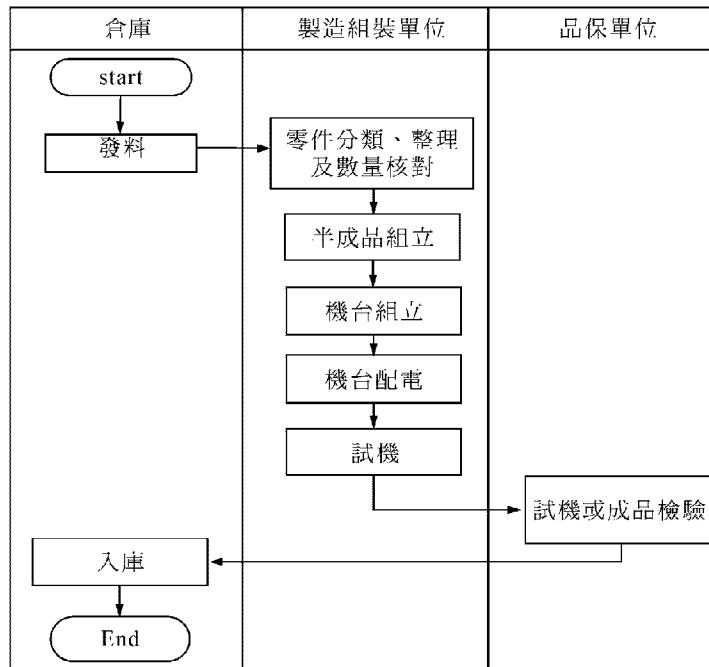 倉庫
製造組裝單位
品保單位
start
發料
零件分類、整理
及數量核對
半成品組立
機台組立
機台配電
試機
試機或成品檢驗
入庫
End